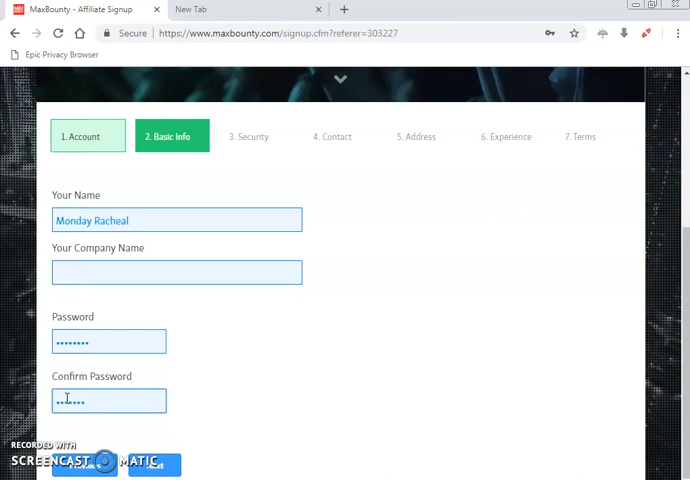 MaxBounty - Affiliate Signup
New Tab
Secure
https://www.maxbounty.com/signup.cfm?referer=303227
Epic Privacy Browser
1. Account
2. Basic Info
3. Security
4. Contact
5. Address
6. Experience
7. Terms
Your Name
Monday Racheal
Your Company Name
Password
Confirm Password
RECORDED WITH
SCREENCAST MATIC